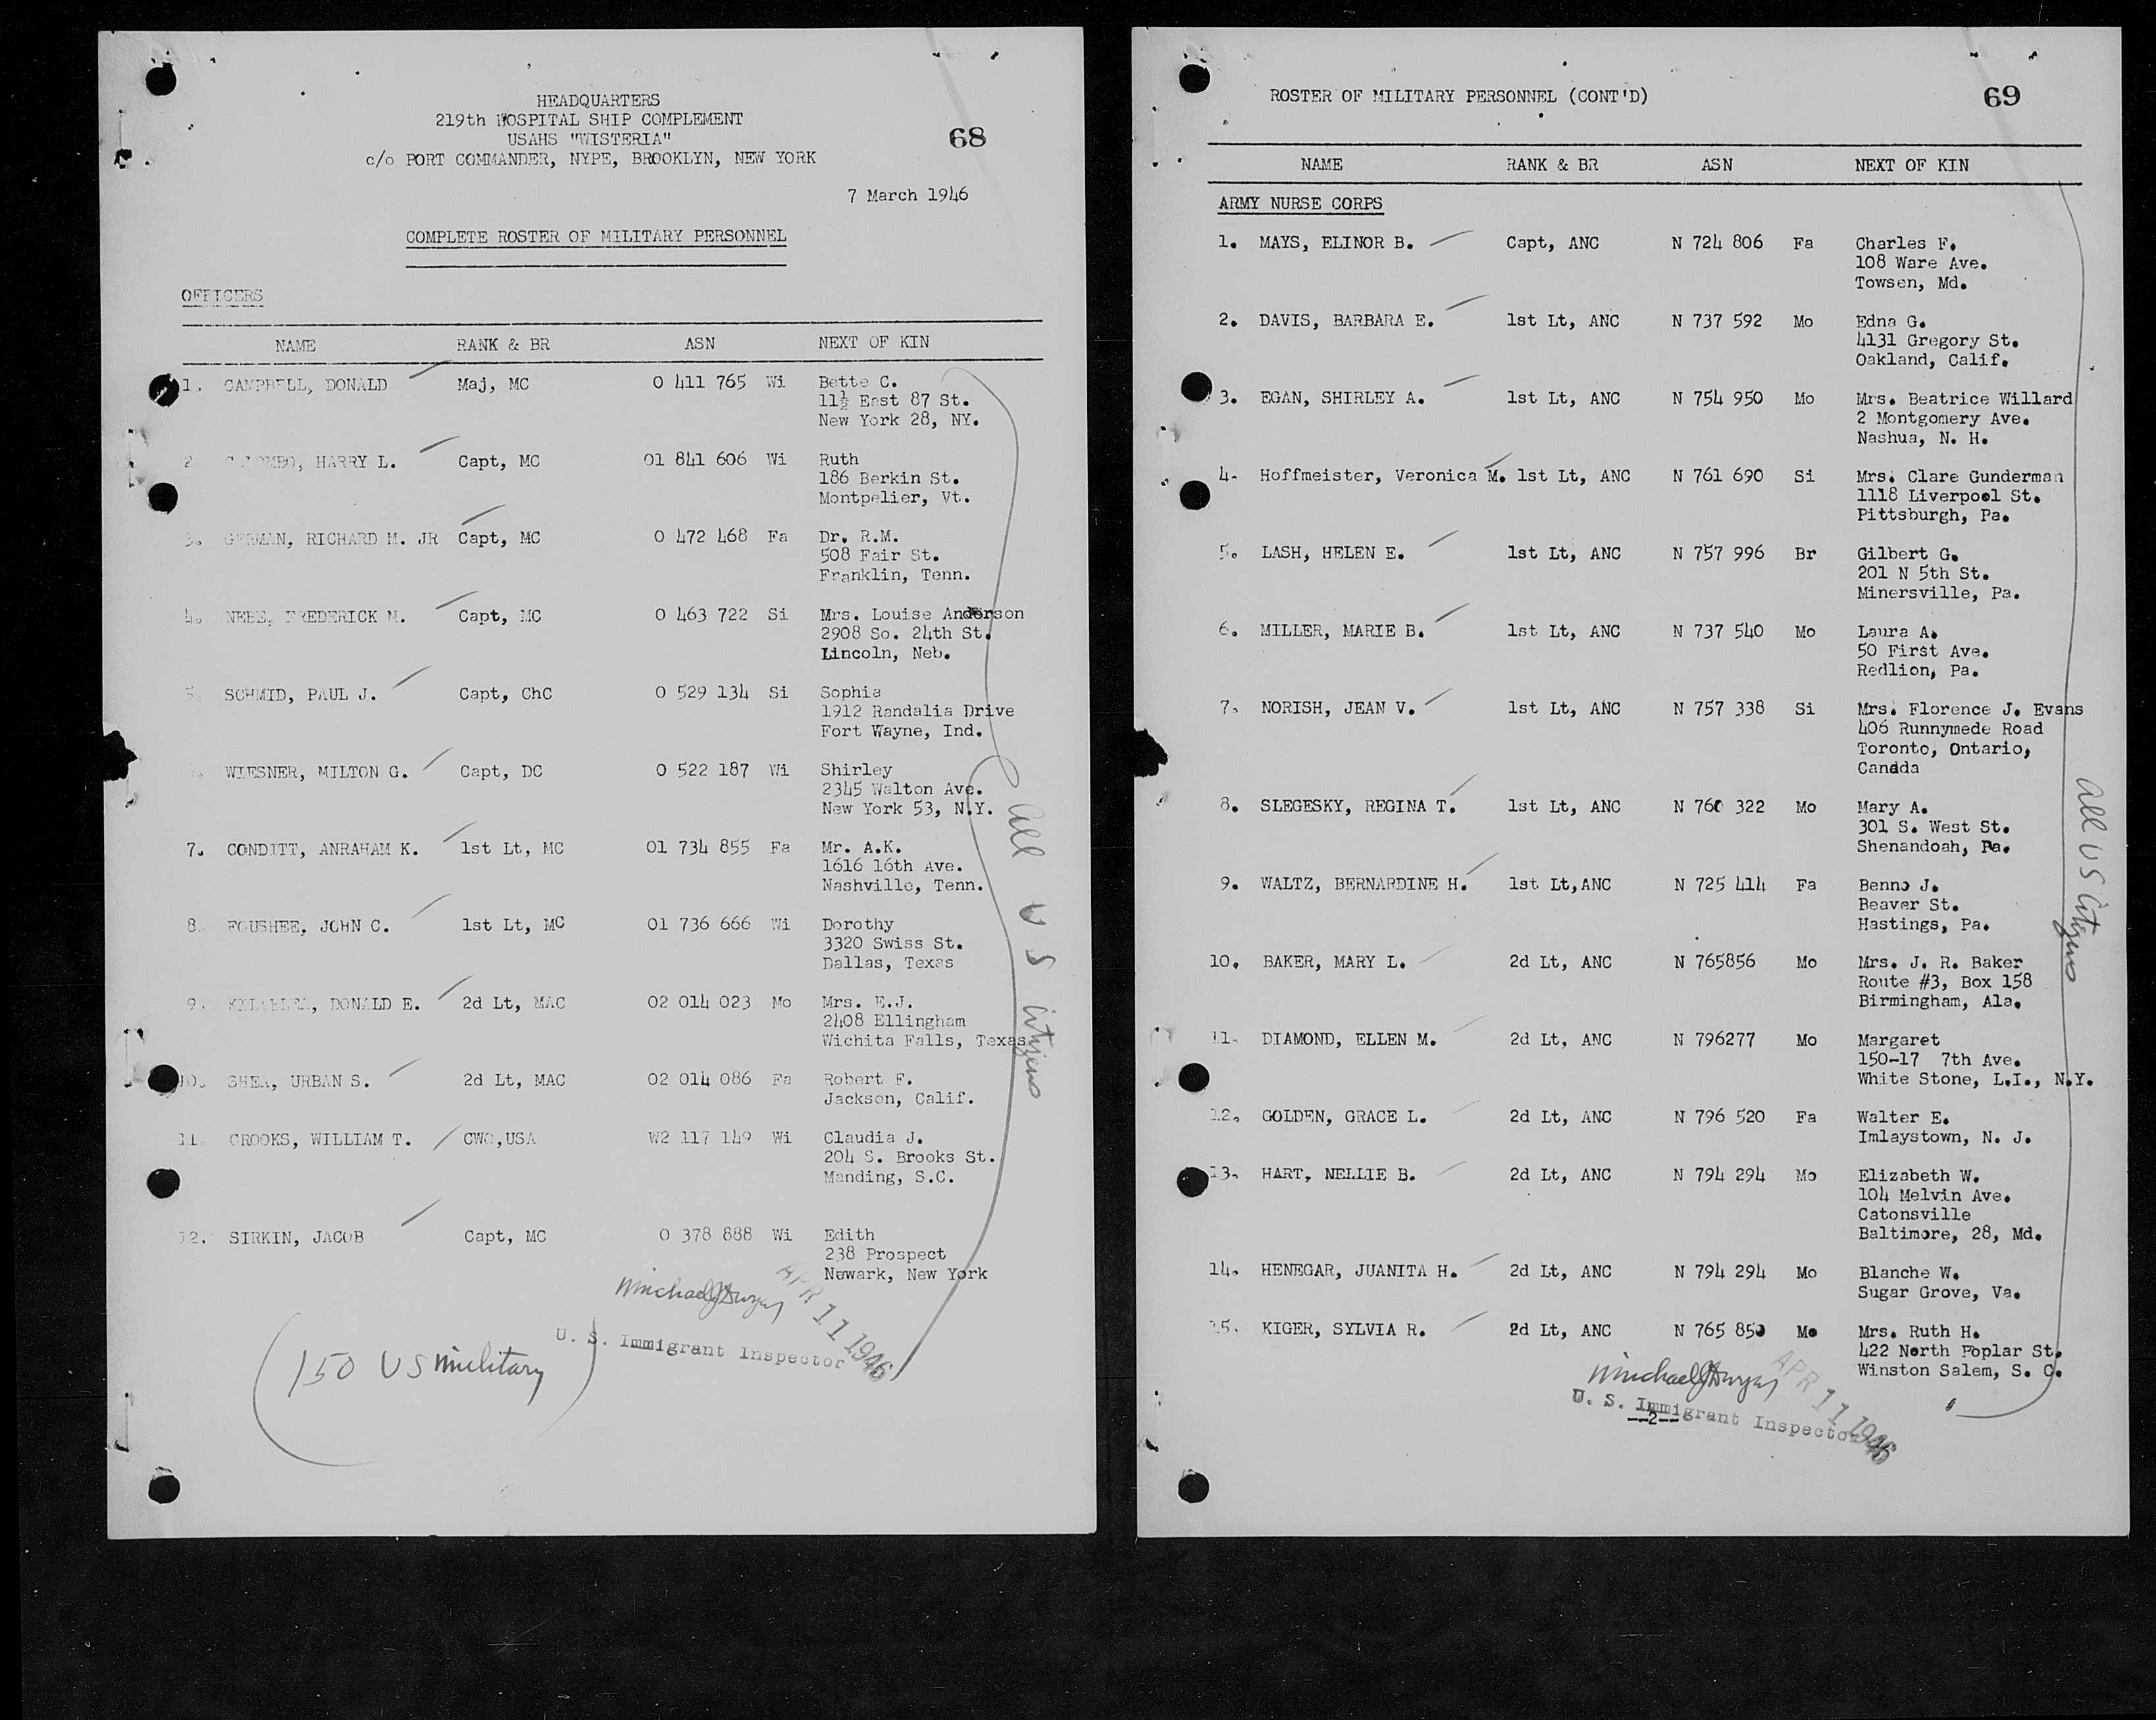 HEADQUARTERS
219th HOSPITAL SHIP COMPLEMENT
USAHS "WISTERIA"
c/o PORT COMMANDER, NYPE, BROOKLYN, NEW YORK
68
7 March 1946
COMPLETE ROSTER OF MILITARY PERSONNEL
OFFICERS
NAME RANK & BR ASN NEXT OF KIN
1. CAMPBELL, DONALD Maj, MC O 411 765 Wi Bette C.
11½ East 87 St.
New York 28, NY.
2 HARRY L. Capt, MC O1 841 606 Wi Ruth
186 Berkin St.
Montpelier, Vt.
3. GERMAN, RICHARD M. JR Capt, MC O 472 468 Fa Dr. R.M.
508 Fair St.
Franklin, Tenn.
4. NEBE, FREDERICK M. Capt, MC O 463 722 Si Mrs. Louise Anderson
2908 So. 24th St.
Lincoln, Neb.
5. SCHMID, PAUL J. Capt, ChC O 529 134 Si Sophia
1912 Randalia Drive
Fort Wayne, Ind.
WIESNER, MILTON G. Capt, DC O 522 187 Wi Shirley
2345 Walton Ave.
New York 53, N.Y.
7. CONDITT, ANRAHAM K. 1st Lt, MC O1 734 855 Fa Mr. A.K.
1616 16th Ave.
Nashville, Tenn.
8. FOUSHEE, JOHN C. 1st Lt, MC O1 736 666 Wi Dorothy
3320 Swiss St.
Dallas, Texas
9. DONALD E. 2d Lt, MAC O2 014 023 Mo Mrs. E.J.
2408 Ellingham
Wichita Falls, Texas
10. SHEA, URBAN S. 2d Lt, MAC O2 014 086 Fa Robert F.
Jackson, Calif.
11. CROOKS, WILLIAM T. CWO,USA W2 117 149 Wi Claudia J.
204 S. Brooks St.
Manding, S.C.
12. SIRKIN, JACOB Capt, MC O 378 888 Wi Edith
238 Prospect
Newark, New York
All U S Citizens
Michael J Dwyer
APR 11 1946
U. S. Immigrant Inspector
150 US military
ROSTER OF MILITARY PERSONNEL (CONT'D)
69
NAME RANK & BR ASN NEXT OF KIN
ARMY NURSE CORPS
1. MAYS, ELINOR B. Capt, ANC N 724 806 Fa Charles F.
108 Ware Ave.
Towsen, Md.
2. DAVIS, BARBARA E. 1st Lt, ANC N 737 592 Mo Edna G.
4131 Gregory St.
Oakland, Calif.
3. EGAN, SHIRLEY A. 1st Lt, ANC N 754 950 Mo Mrs. Beatrice Willard
2 Montgomery Ave.
Nashua, N. H.
4. Hoffmeister, Veronica M. 1st Lt, ANC N 761 690 Si Mrs. Clare Gunderman
1118 Liverpool St.
Pittsburgh, Pa.
5. LASH, HELEN E. 1st Lt, ANC N 757 996 Br Gilbert G.
201 N 5th St.
Minersville, Pa.
6. MILLER, MARIE B. 1st Lt, ANC N 737 540 Mo Laura A.
50 First Ave.
Redlion, Pa.
7. NORISH, JEAN V. 1st Lt, ANC N 757 338 Si Mrs. Florence J. Evans
406 Runnymede Road
Toronto, Ontario,
Canada
8. SLEGESKY, REGINA T. 1st Lt, ANC N 760 322 Mo Mary A.
301 S. West St.
Shenandoah, Pa.
9. WALTZ, BERNARDINE H. 1st Lt,ANC N 725 414 Fa Benno J.
Beaver St.
Hastings, Pa.
10. BAKER, MARY L. 2d Lt, ANC N 765856 Mo Mrs. J. R. Baker
Route #3, Box 158
Birmingham, Ala.
11. DIAMOND, ELLEN M. 2d Lt, ANC N 796277 Mo Margaret
150-17 7th Ave.
White Stone, L.I., N.Y.
12. GOLDEN, GRACE L. 2d Lt, ANC N 796 520 Fa Walter E.
Imlaystown, N. J.
13. HART, NELLIE B. 2d Lt, ANC N 794 294 Mo Elizabeth W.
104 Melvin Ave.
Catonsville
Baltimore, 28, Md.
14. HENEGAR, JUANITA H. 2d Lt, ANC N 794 294 Mo Blanche W.
Sugar Grove, Va.
15. KIGER, SYLVIA R. 2d Lt, ANC N 765 850 Mo Mrs. Ruth H.
422 North Poplar St.
Winston Salem, S. C.
All U S Citizens
Michael J Dwyer
APR 11 1946
U. S. Immigrant Inspector
--2--